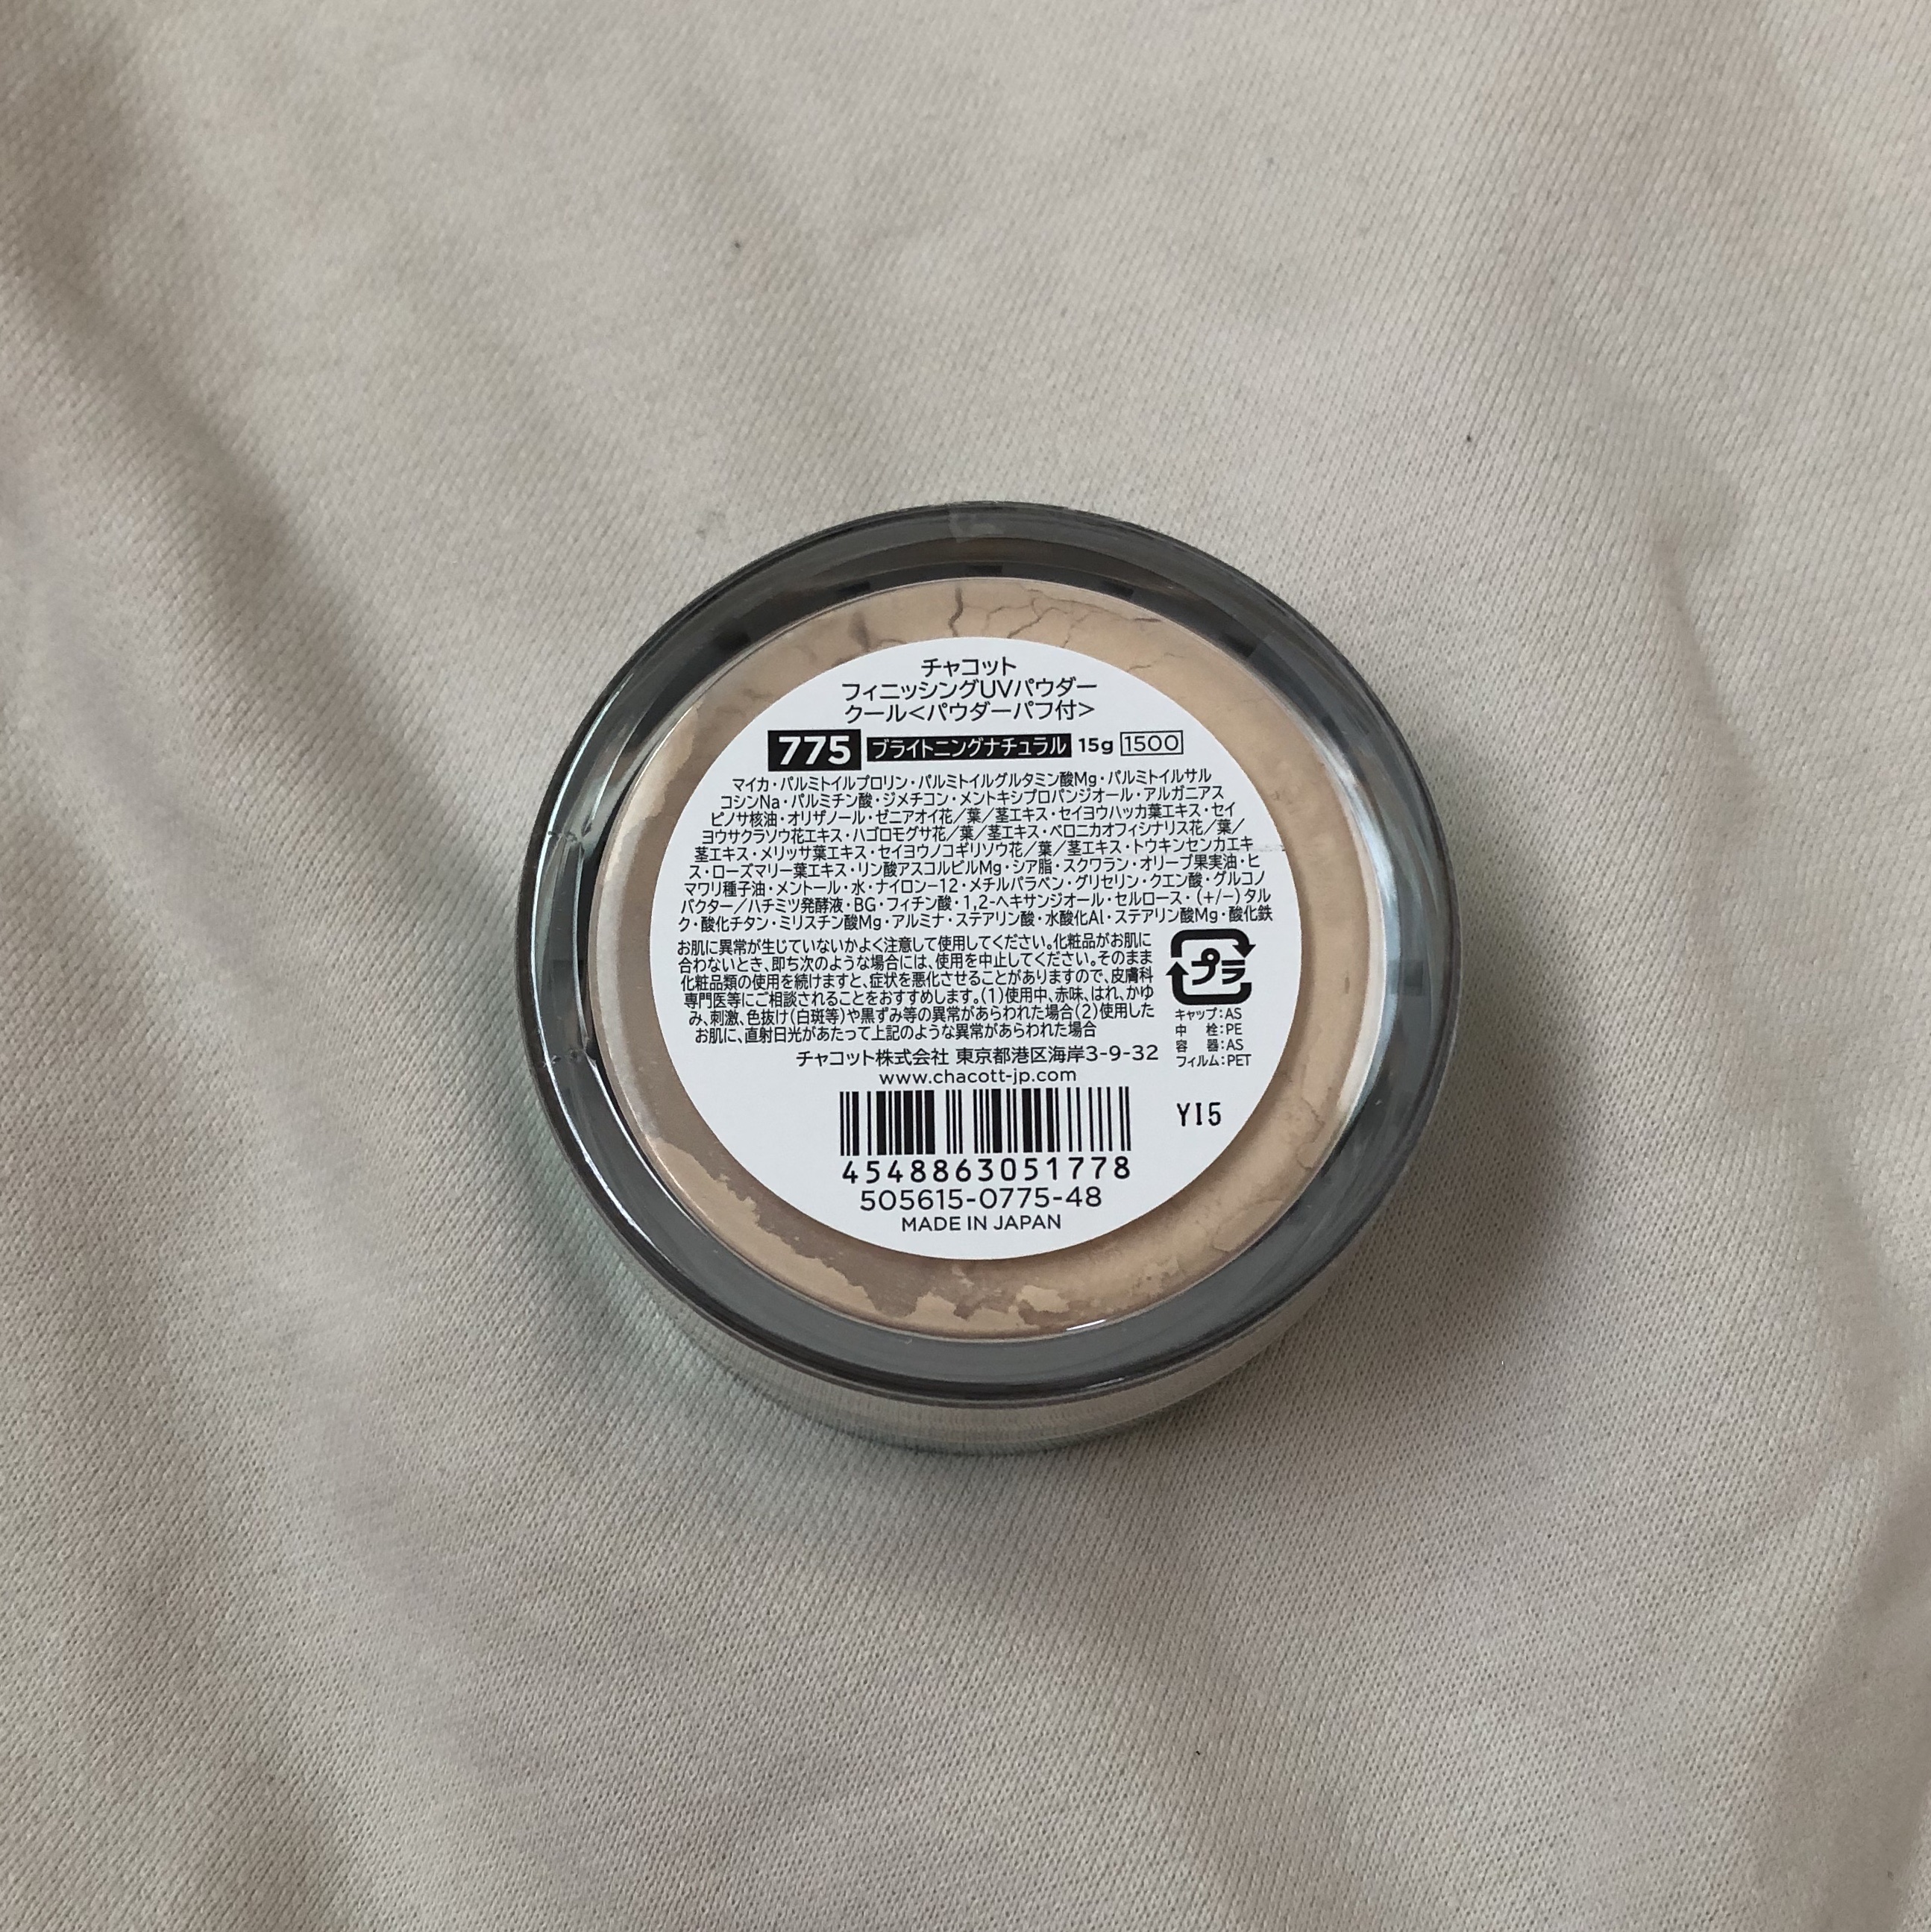 チャコット
フィニッシングUVパウダー
クール<パウダーパフ付>
775 ブライトニングナチュラル 15g 1500
マイカ・パルミトイルプロリン・パルミトイルグルタミン酸Mg・パルミトイルサル
コシンNa・パルミチン酸・ジメチコン・メントキシプロパンジオール・アルガニアス
ピノサ核油・オリザノール・ゼニアオイ花/葉/茎エキス・セイヨウハッカ葉エキス・セイ
ヨウサクラソウ花エキス・ハゴロモグサ花/葉/茎エキス・ベロニカオフィシナリス花/葉/
茎エキス・メリッサ葉エキス・セイヨウノコギリソウ花/葉/茎エキス・トウキンセンカエキ
ス・ローズマリー葉エキス・リン酸アスコルビルMg・シア脂・スクワラン・オリーブ果実油・ヒ
マワリ種子油・メントール・水・ナイロン-12・メチルパラベン・グリセリン・クエン酸・グルコノ
バクター/ハチミツ発酵液・BG・フィチン酸・1,2-ヘキサンジオール・セルロース・(+/-)タル
ク・酸化チタン・ミリスチン酸Mg・アルミナ・ステアリン酸・水酸化Al・ステアリン酸Mg・酸化鉄
お肌に異常が生じていないかよく注意して使用してください。化粧品がお肌に
合わないとき、即ち次のような場合には、使用を中止してください。そのまま
化粧品類の使用を続けますと、症状を悪化させることがありますので、皮膚科
専門医等にご相談されることをおすすめします。(1)使用中、赤味、はれ、かゆ
み、刺激、色抜け(白斑等)や黒ずみ等の異常があらわれた場合(2)使用した
お肌に、直射日光があたって上記のような異常があらわれた場合
プラ
キャップ:AS
中 栓:PE
容 器:AS
フィルム:PET
チャコット株式会社 東京都港区海岸3-9-32
www.chacott-jp.com
YI5
4548863051778
505615-0775-48
MADE IN JAPAN